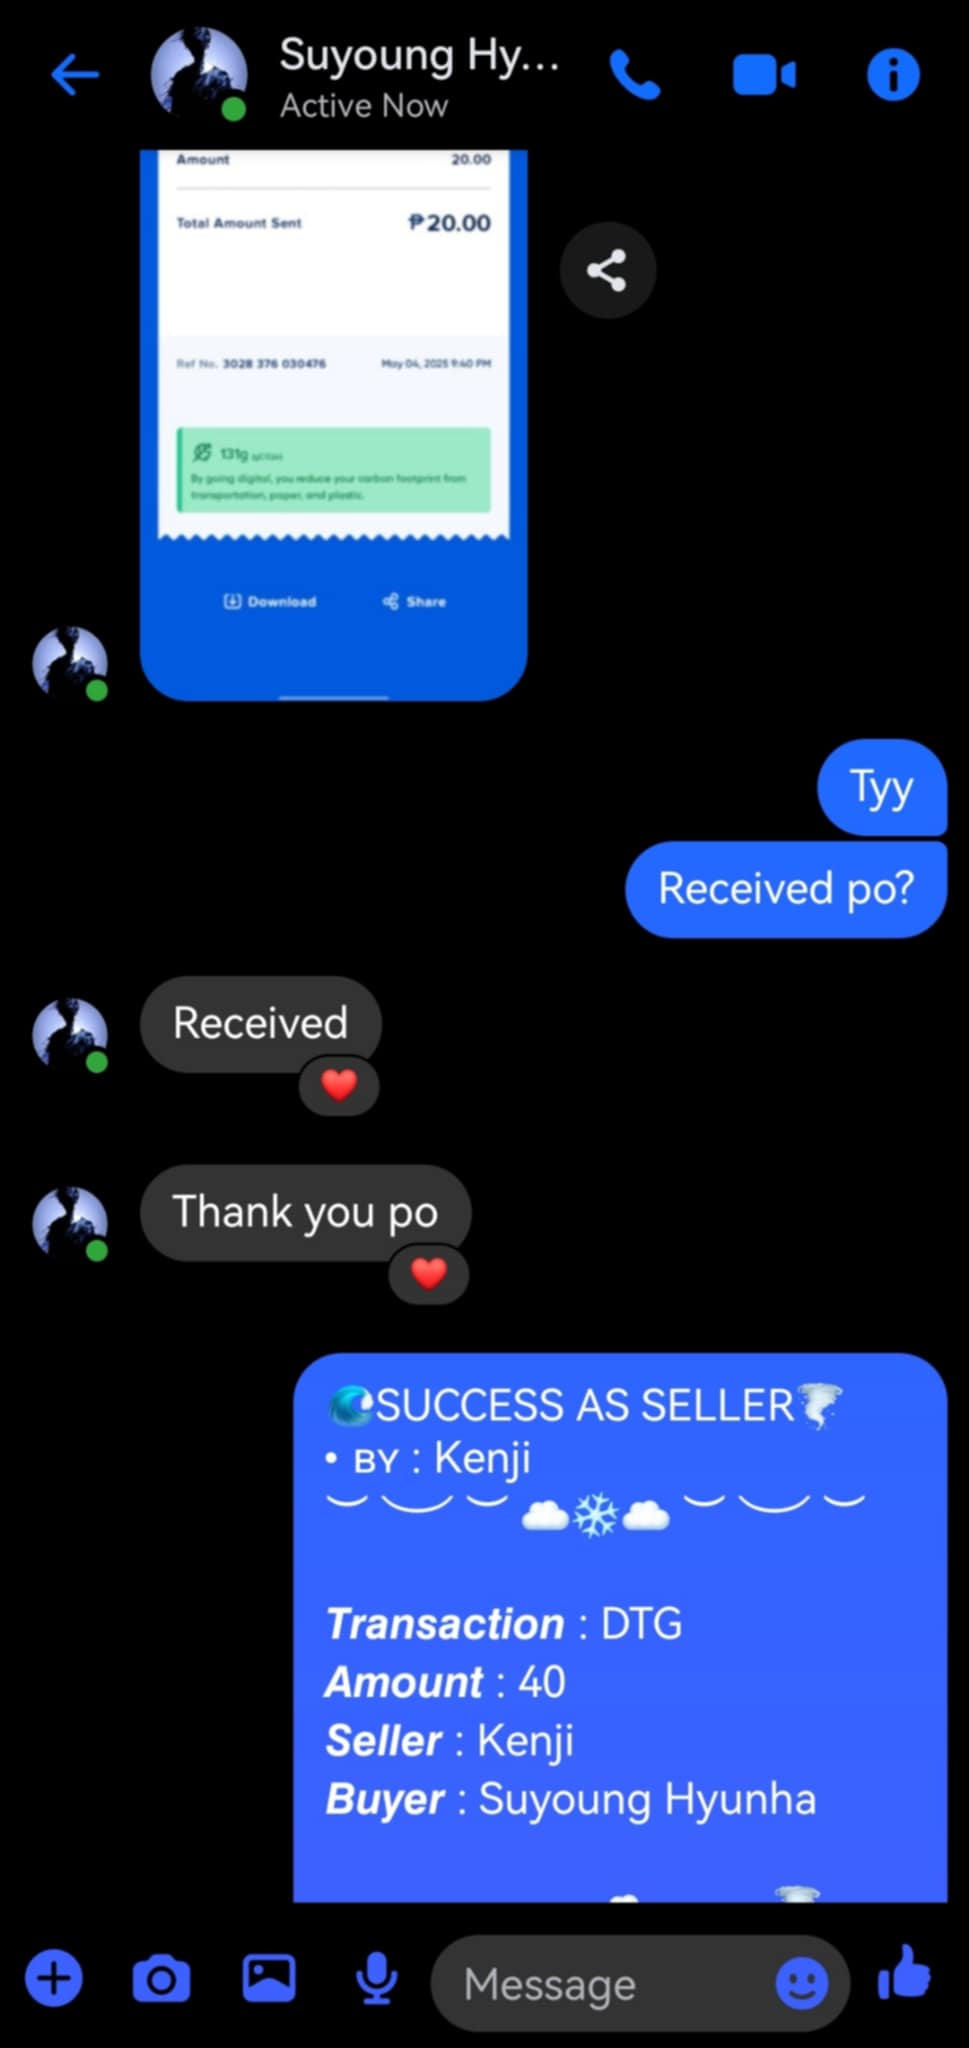 Suyoung Hy...
Active Now
Amount 20.00
Total Amount Sent ₱20.00
Ref No. 3028 376 030476 May 04, 2025 9:40 PM
131g
By going digital, you reduce your carbon footprint from
transportation, paper, and plastic.
Download Share
Tyy
Received po?
Received
Thank you po
🌊SUCCESS AS SELLER🌪️
• BY : Kenji
Transaction : DTG
Amount : 40
Seller : Kenji
Buyer : Suyoung Hyunha
Message